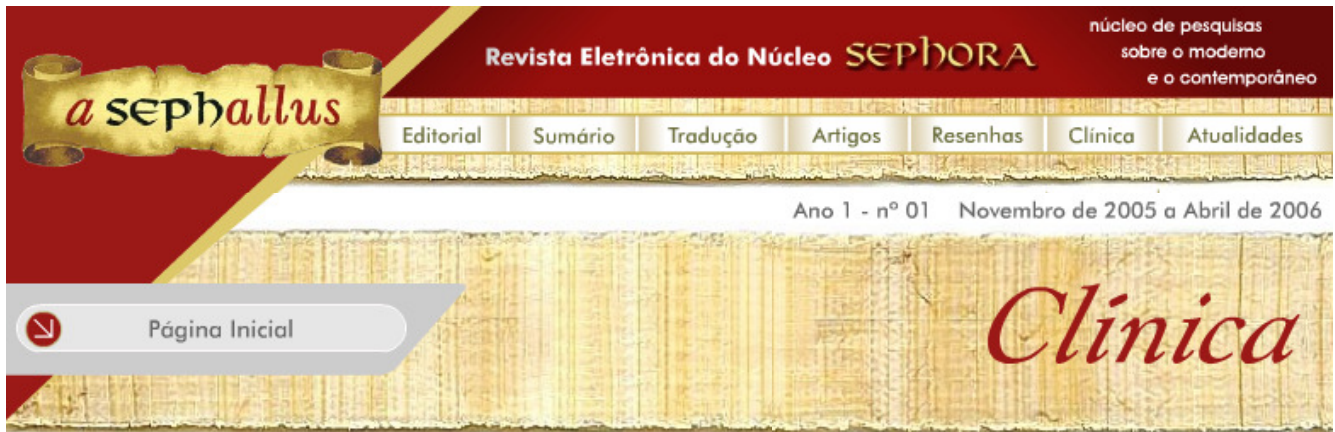 a sephallus
Revista Eletrônica do Núcleo SEPHORA
núcleo de pesquisas
sobre o moderno
e o contemporâneo
Editorial Sumário Tradução Artigos Resenhas Clínica Atualidades
Ano 1 - nº 01 Novembro de 2005 a Abril de 2006
Página Inicial
Clínica